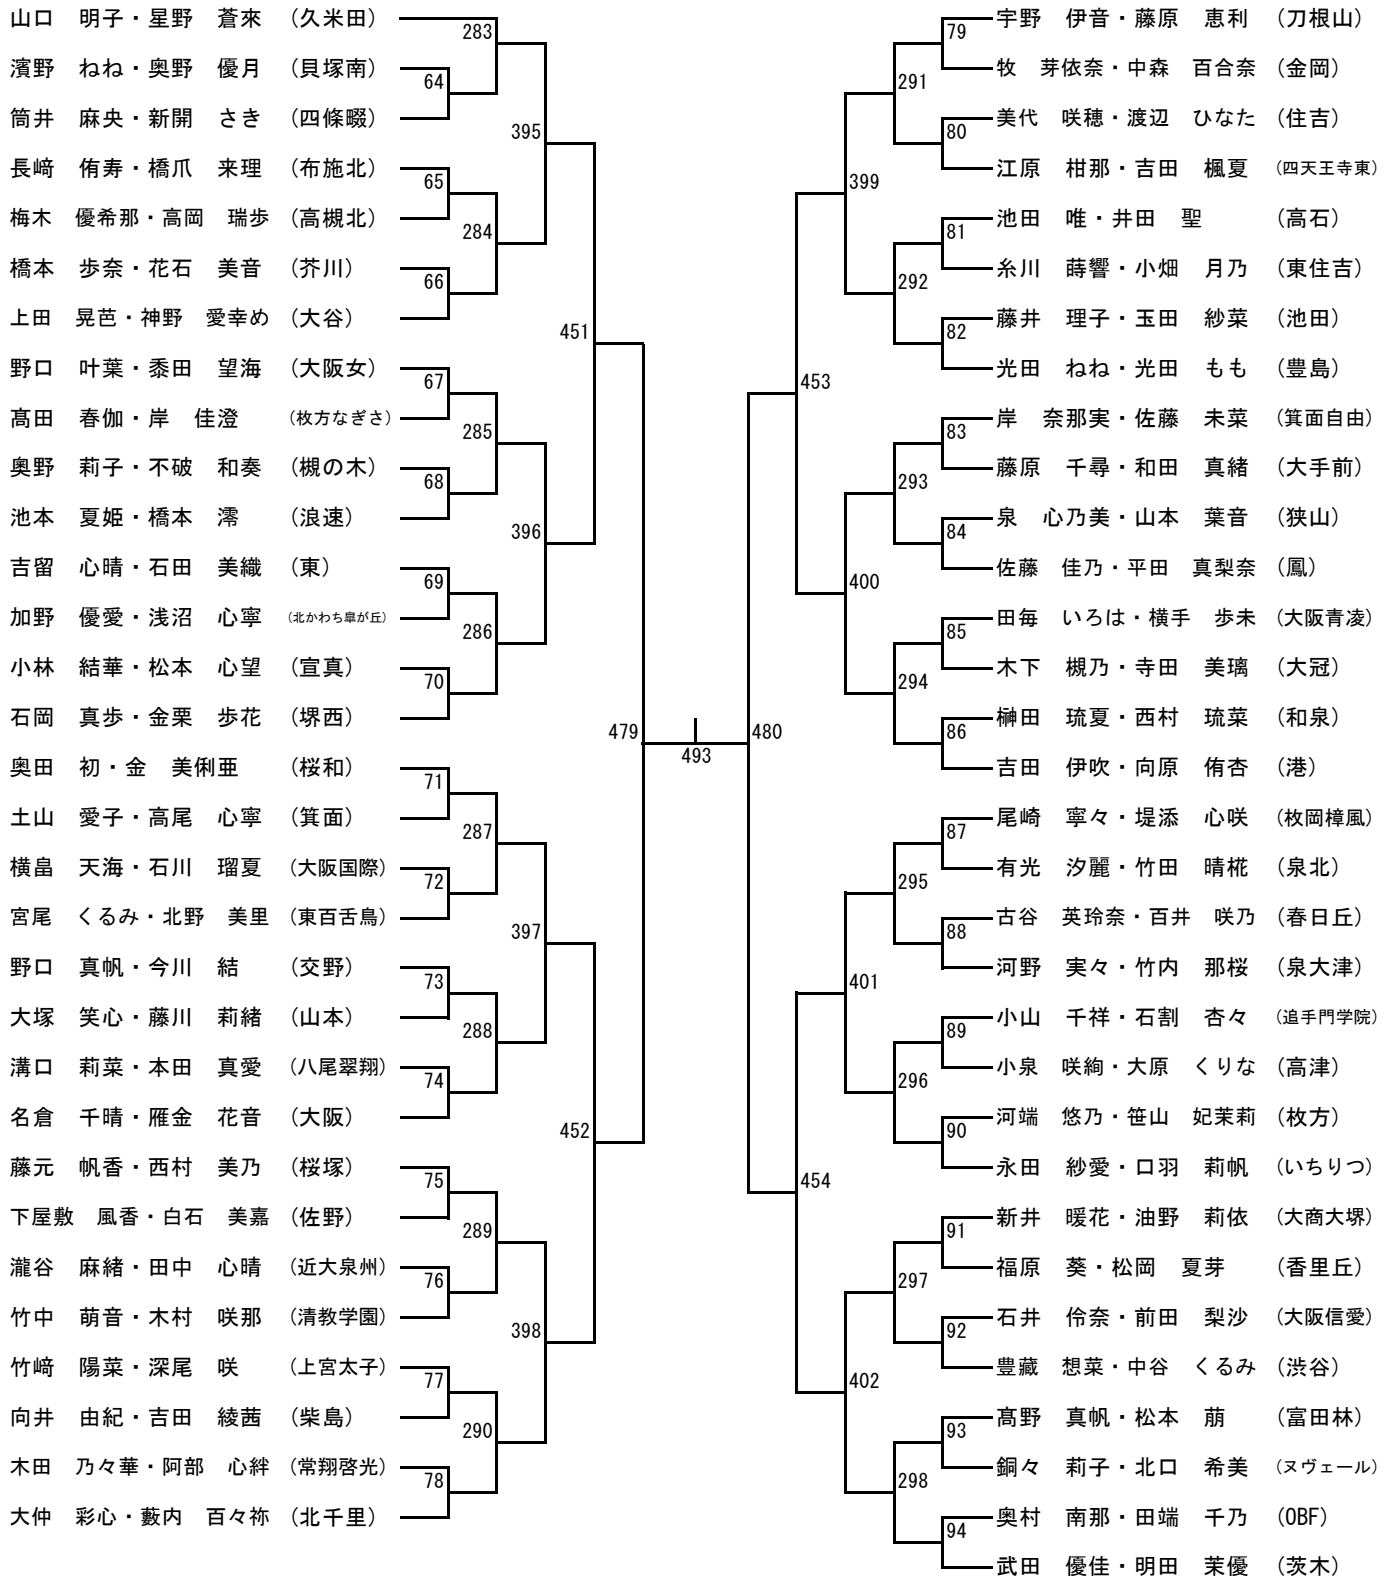 山口 明子・星野 蒼來 (久米田)
濱野 ねね・奥野 優月 (貝塚南)
筒井 麻央・新開 さき (四條畷)
長﨑 侑寿・橋爪 来理 (布施北)
梅木 優希那・高岡 瑞歩 (高槻北)
橋本 歩奈・花石 美音 (芥川)
上田 晃芭・神野 愛幸め (大谷)
野口 叶葉・黍田 望海 (大阪女)
髙田 春伽・岸 佳澄 (枚方なぎさ)
奥野 莉子・不破 和奏 (槻の木)
池本 夏姫・橋本 澪 (浪速)
吉留 心晴・石田 美織 (東)
加野 優愛・浅沼 心寧 (北かわち皐が丘)
小林 結華・松本 心望 (宣真)
石岡 真歩・金栗 歩花 (堺西)
奥田 初・金 美俐亜 (桜和)
土山 愛子・高尾 心寧 (箕面)
横畠 天海・石川 瑠夏 (大阪国際)
宮尾 くるみ・北野 美里 (東百舌鳥)
野口 真帆・今川 結 (交野)
大塚 笑心・藤川 莉緒 (山本)
溝口 莉菜・本田 真愛 (八尾翠翔)
名倉 千晴・雁金 花音 (大阪)
藤元 帆香・西村 美乃 (桜塚)
下屋敷 風香・白石 美嘉 (佐野)
瀧谷 麻緒・田中 心晴 (近大泉州)
竹中 萌音・木村 咲那 (清教学園)
竹﨑 陽菜・深尾 咲 (上宮太子)
向井 由紀・吉田 綾茜 (柴島)
木田 乃々華・阿部 心絆 (常翔啓光)
大仲 彩心・藪内 百々祢 (北千里)
64
65
66
67
68
69
70
71
72
73
74
75
76
77
78
283
284
285
286
287
288
289
290
395
396
397
398
451
452
479
493
480
453
454
399
400
401
402
291
292
293
294
295
296
297
298
79
80
81
82
83
84
85
86
87
88
89
90
91
92
93
94
宇野 伊音・藤原 恵利 (刀根山)
牧 芽依奈・中森 百合奈 (金岡)
美代 咲穂・渡辺 ひなた (住吉)
江原 柑那・吉田 楓夏 (四天王寺東)
池田 唯・井田 聖 (高石)
糸川 蒔響・小畑 月乃 (東住吉)
藤井 理子・玉田 紗菜 (池田)
光田 ねね・光田 もも (豊島)
岸 奈那実・佐藤 未菜 (箕面自由)
藤原 千尋・和田 真緒 (大手前)
泉 心乃美・山本 葉音 (狭山)
佐藤 佳乃・平田 真梨奈 (鳳)
田毎 いろは・横手 歩未 (大阪青凌)
木下 槻乃・寺田 美璃 (大冠)
榊田 琉夏・西村 琉菜 (和泉)
吉田 伊吹・向原 侑杏 (港)
尾崎 寧々・堤添 心咲 (枚岡樟風)
有光 汐麗・竹田 晴椛 (泉北)
古谷 英玲奈・百井 咲乃 (春日丘)
河野 実々・竹内 那桜 (泉大津)
小山 千祥・石割 杏々 (追手門学院)
小泉 咲絢・大原 くりな (高津)
河端 悠乃・笹山 妃茉莉 (枚方)
永田 紗愛・口羽 莉帆 (いちりつ)
新井 暖花・油野 莉依 (大商大堺)
福原 葵・松岡 夏芽 (香里丘)
石井 伶奈・前田 梨沙 (大阪信愛)
豊藏 想菜・中谷 くるみ (渋谷)
髙野 真帆・松本 萠 (富田林)
銅々 莉子・北口 希美 (ヌヴェール)
奥村 南那・田端 千乃 (OBF)
武田 優佳・明田 茉優 (茨木)